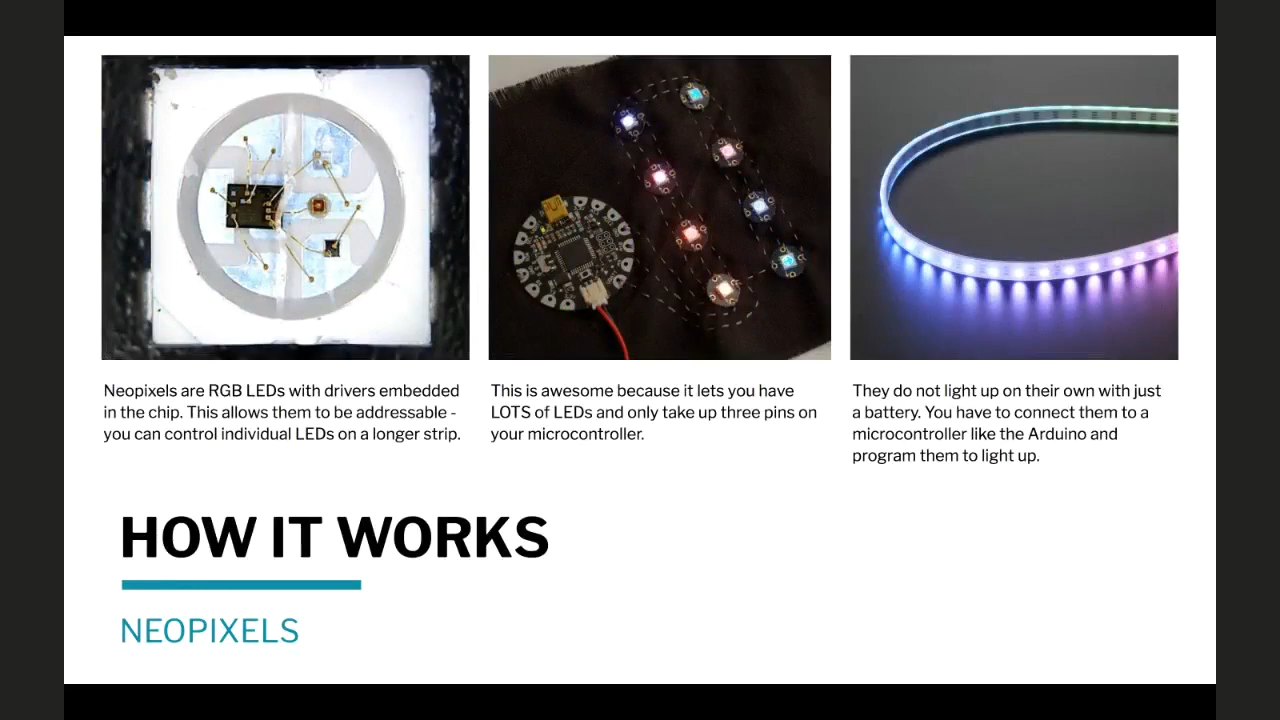 Neopixels are RGB LEDs with drivers embedded
in the chip. This allows them to be addressable -
you can control individual LEDs on a longer strip.
This is awesome because it lets you have
LOTS of LEDs and only take up three pins on
your microcontroller.
They do not light up on their own with just
a battery. You have to connect them to a
microcontroller like the Arduino and
program them to light up.
HOW IT WORKS
NEOPIXELS